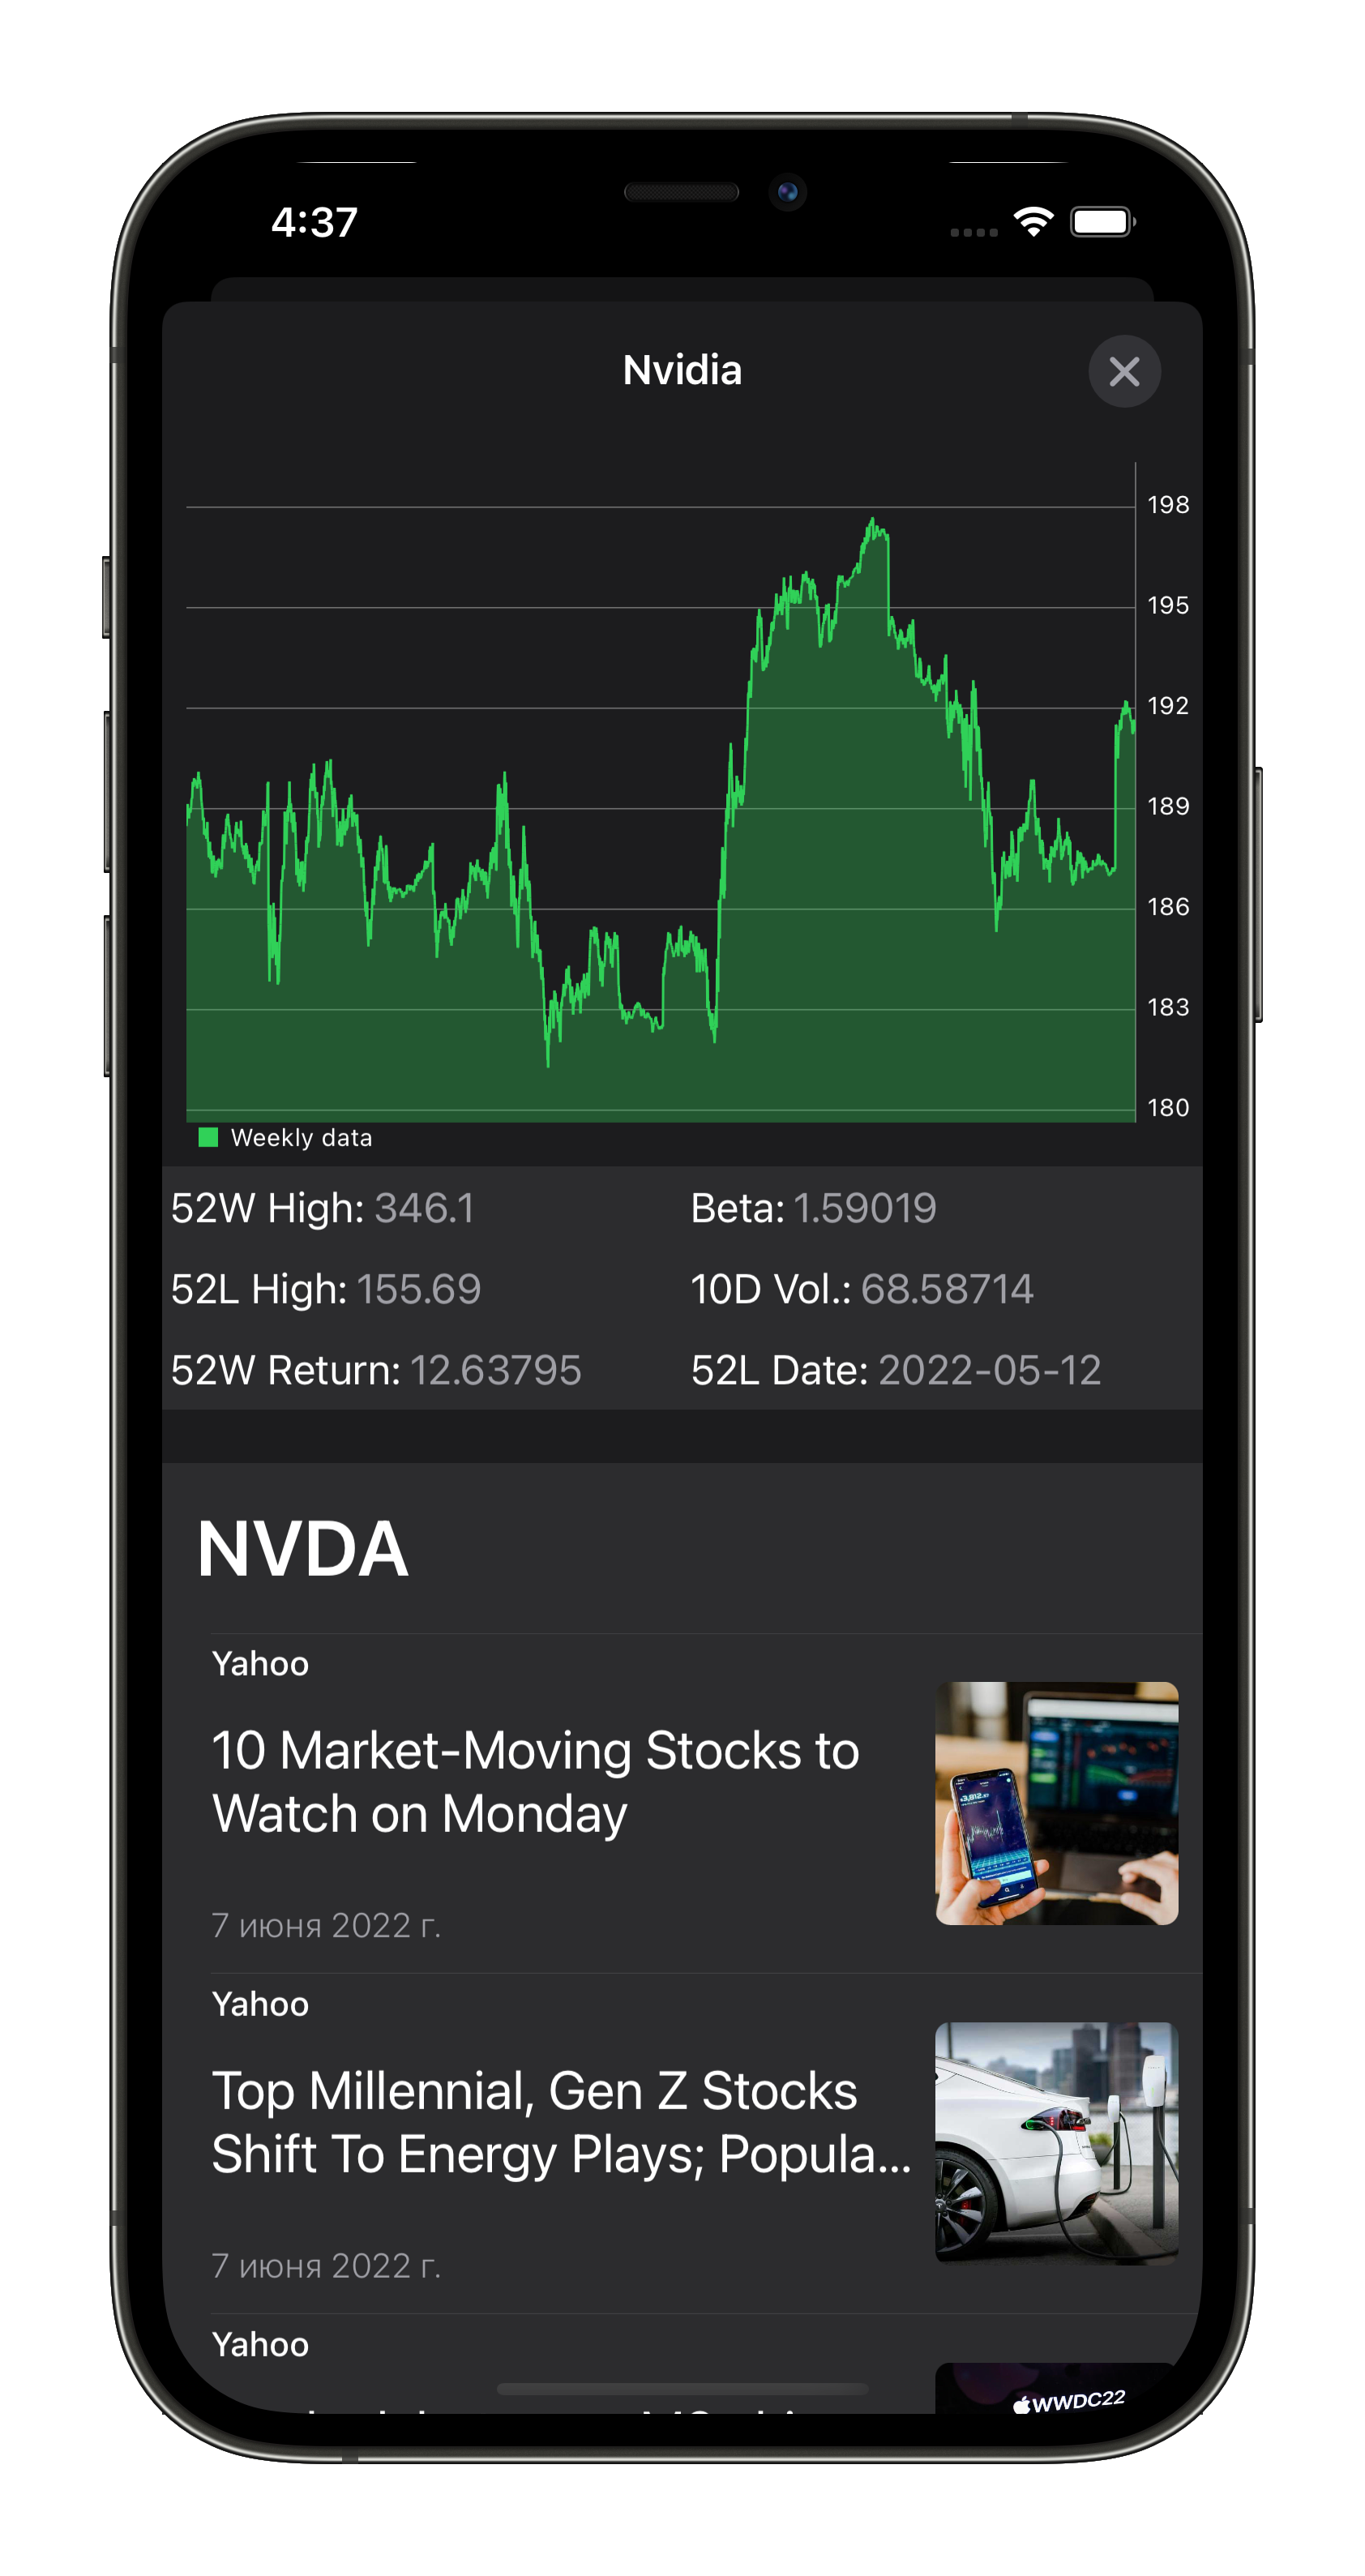 4:37
Nvidia
198
195
192
189
186
183
180
Weekly data
52W High: 346.1
Beta: 1.59019
52L High: 155.69
10D Vol.: 68.58714
52W Return: 12.63795
52L Date: 2022-05-12
NVDA
Yahoo
10 Market-Moving Stocks to
Watch on Monday
7 июня 2022 г.
Yahoo
Top Millennial, Gen Z Stocks
Shift To Energy Plays; Popula...
7 июня 2022 г.
Yahoo
WWDC22